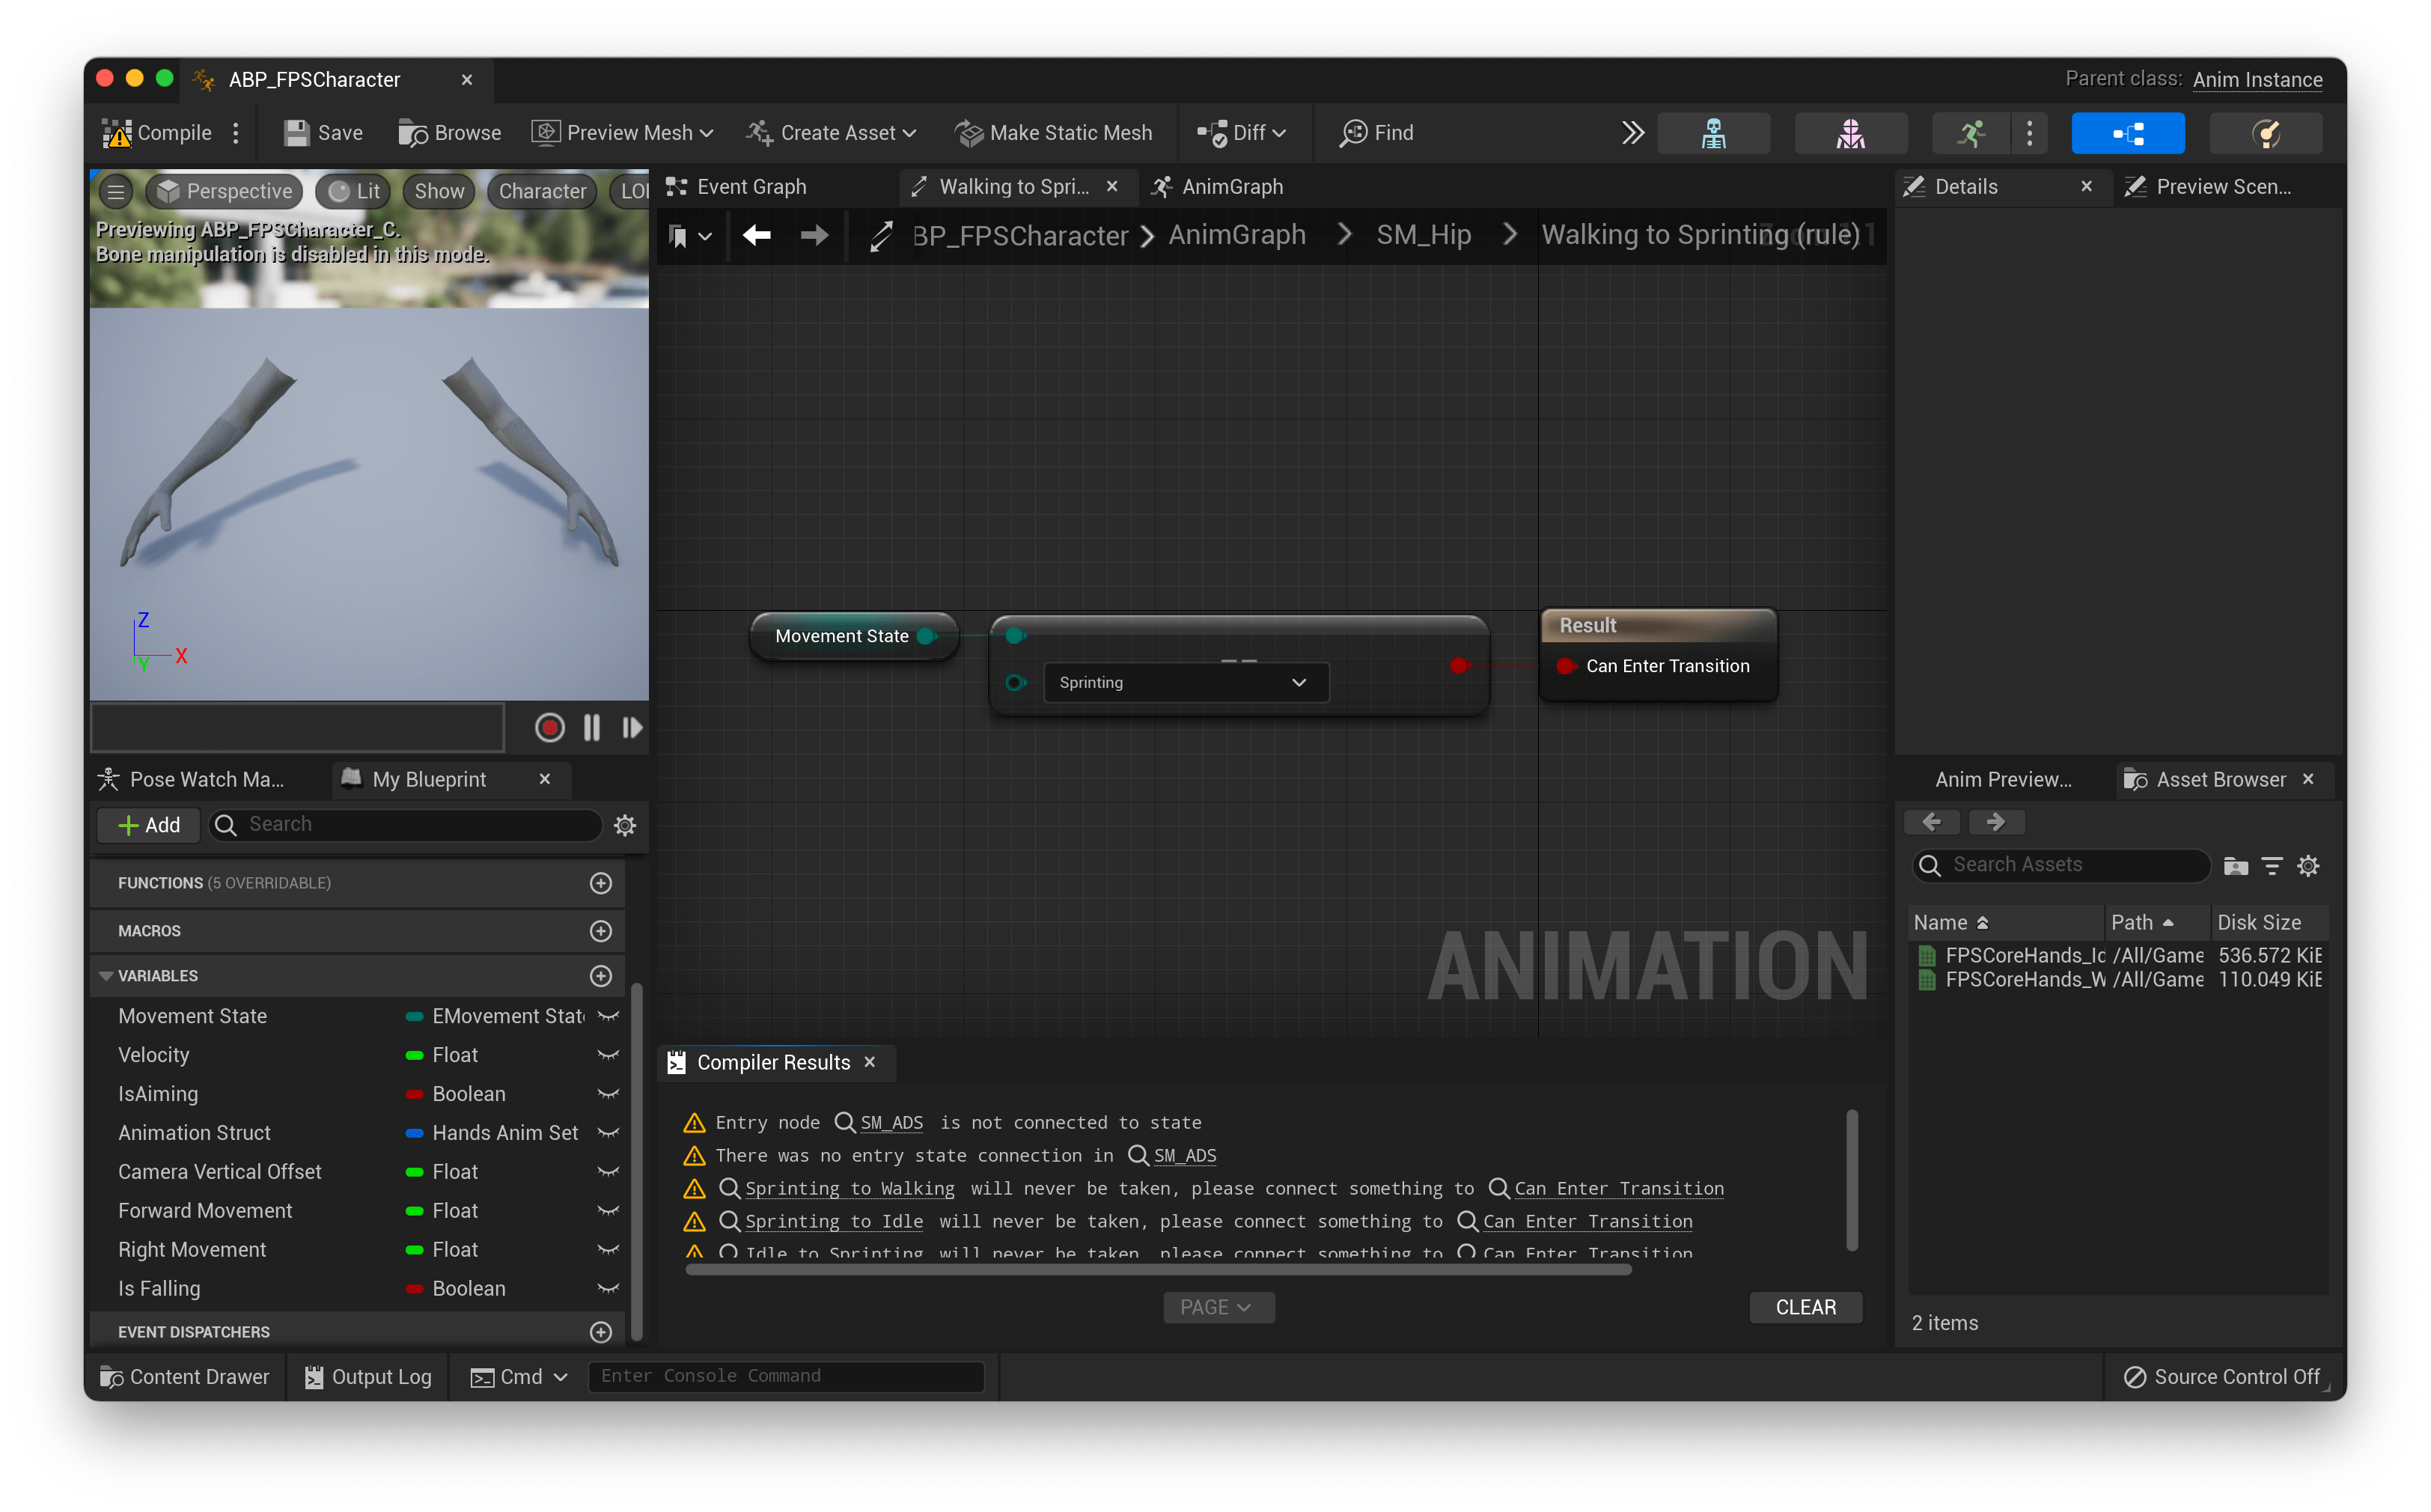 ABP_FPSCharacter
Parent class: Anim Instance
Compile
Save
Browse
Preview Mesh
Create Asset
Make Static Mesh
Diff
Find
Perspective
Lit
Show
Character
Previewing ABP_FPSCharacter_C.
Bone manipulation is disabled in this mode.
Z
X
Y
Event Graph
Walking to Spri...
AnimGraph
BP_FPSCharacter > AnimGraph > SM_Hip > Walking to Sprinting (rule)
Movement State
==
Sprinting
Result
Can Enter Transition
ANIMATION
Details
Preview Scen...
Pose Watch Ma...
My Blueprint
Add
Search
FUNCTIONS (5 OVERRIDABLE)
MACROS
VARIABLES
Movement State EMovement Stat
Velocity Float
IsAiming Boolean
Animation Struct Hands Anim Set
Camera Vertical Offset Float
Forward Movement Float
Right Movement Float
Is Falling Boolean
EVENT DISPATCHERS
Compiler Results
Entry node SM_ADS is not connected to state
There was no entry state connection in SM_ADS
Sprinting to Walking will never be taken, please connect something to Can Enter Transition
Sprinting to Idle will never be taken, please connect something to Can Enter Transition
Idle to Sprinting will never be taken, please connect something to Can Enter Transition
PAGE
CLEAR
Anim Preview...
Asset Browser
Search Assets
Name Path Disk Size
FPSCoreHands_Id /All/Game 536.572 KiB
FPSCoreHands_W /All/Game 110.049 KiB
2 items
Content Drawer
Output Log
Cmd
Enter Console Command
Source Control Off